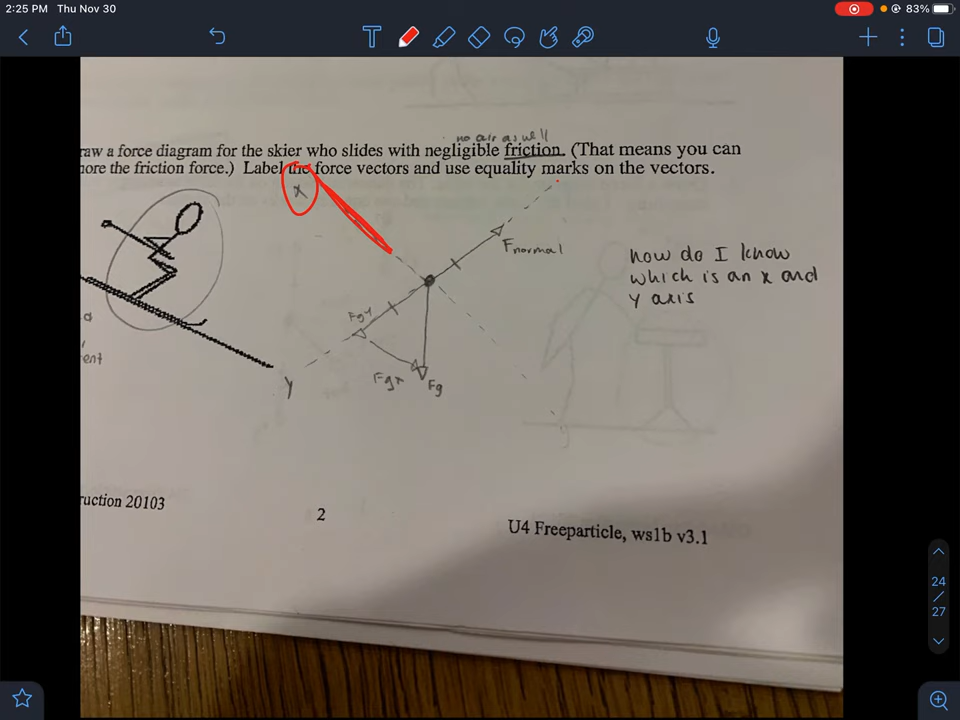 2:25 PM Thu Nov 30
83%
T
no air as well
raw a force diagram for the skier who slides with negligible friction. (That means you can
nore the friction force.) Label the force vectors and use equality marks on the vectors.
x
Fnormal
how do I know
which is an x and
y axis
Fgy
ent
y
Fgx
Fg
ruction 20103
2
U4 Freeparticle, ws1b v3.1
24
/
27